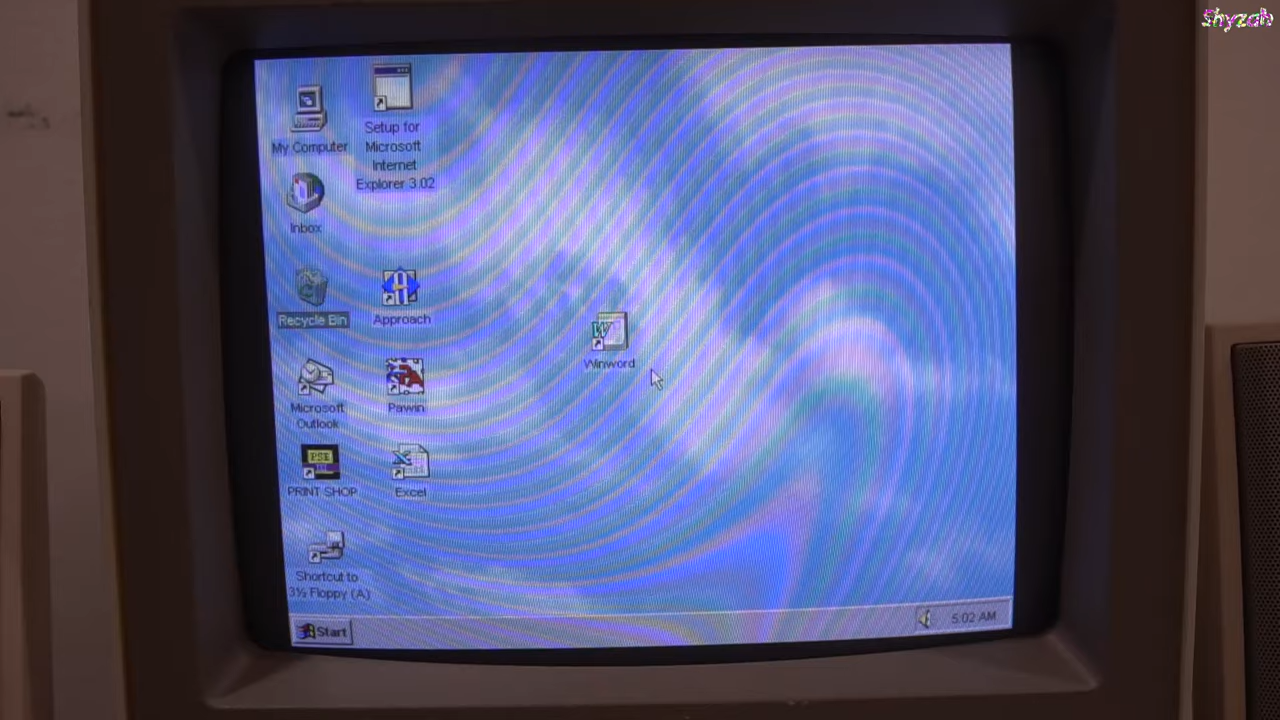 Shyzah
Setup for
Microsoft
Internet
Explorer 3.02
My Computer
Inbox
Recycle Bin
Approach
Winword
Microsoft
Outlook
Pawin
PSE
PRINT SHOP
Excel
Shortcut to
3½ Floppy (A)
Start
5:02 AM